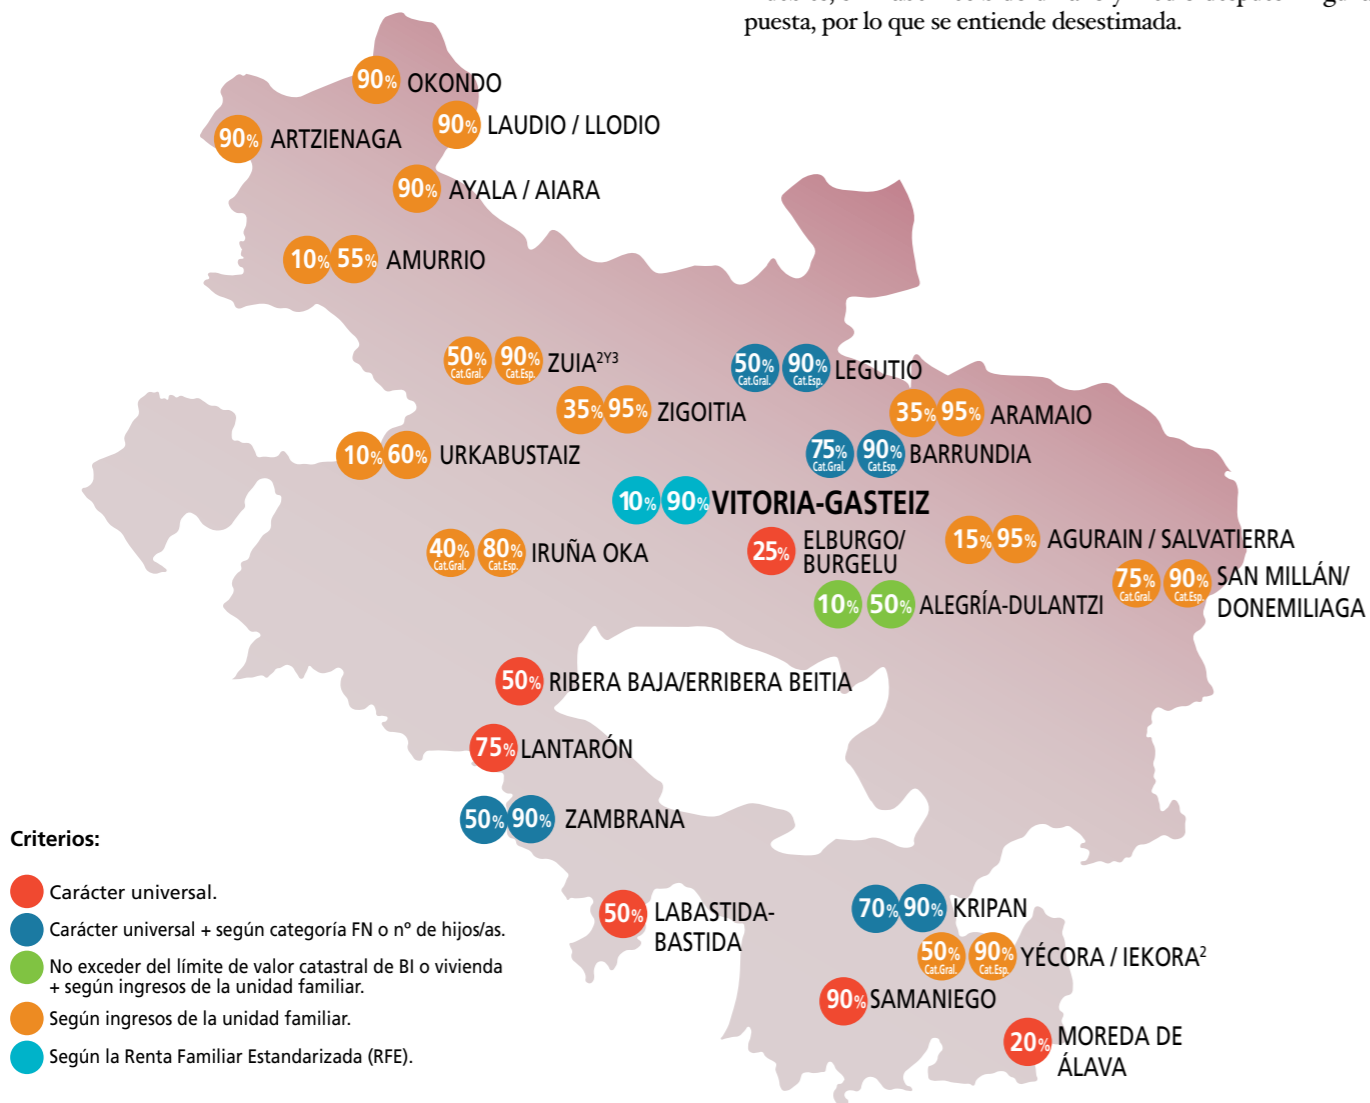 puesta, por lo que se entiende desestimada.
90% OKONDO
90% LAUDIO / LLODIO
90% ARTZIENAGA
90% AYALA / AIARA
10% 55% AMURRIO
50% Cat.Gral. 90% Cat.Esp. ZUIA2Y3
50% Cat.Gral. 90% Cat.Esp. LEGUTIO
35% 95% ZIGOITIA
35% 95% ARAMAIO
10% 60% URKABUSTAIZ
75% Cat.Gral. 90% Cat.Esp. BARRUNDIA
10% 90% VITORIA-GASTEIZ
40% Cat.Gral. 80% Cat.Esp. IRUÑA OKA
25% ELBURGO/
BURGELU
15% 95% AGURAIN / SALVATIERRA
75% Cat.Gral. 90% Cat.Esp. SAN MILLÁN/
DONEMILIAGA
10% 50% ALEGRÍA-DULANTZI
50% RIBERA BAJA/ERRIBERA BEITIA
75% LANTARÓN
50% 90% ZAMBRANA
50% LABASTIDA-
BASTIDA
70% 90% KRIPAN
50% Cat.Gral. 90% Cat.Esp. YÉCORA / IEKORA2
90% SAMANIEGO
20% MOREDA DE
ÁLAVA
Criterios:
Carácter universal.
Carácter universal + según categoría FN o nº de hijos/as.
No exceder del límite de valor catastral de BI o vivienda
+ según ingresos de la unidad familiar.
Según ingresos de la unidad familiar.
Según la Renta Familiar Estandarizada (RFE).